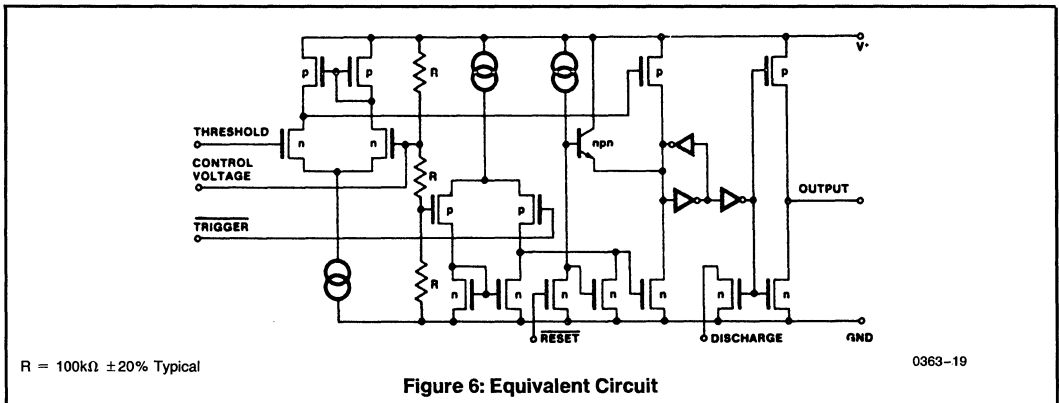 V+
p
p
R
p
p
THRESHOLD
n
n
npn
CONTROL
VOLTAGE
R
OUTPUT
p
p
TRIGGER
R
n
n
n
n
n
n
n
RESET
DISCHARGE
GND
R = 100kΩ ±20% Typical
0363–19
Figure 6: Equivalent Circuit